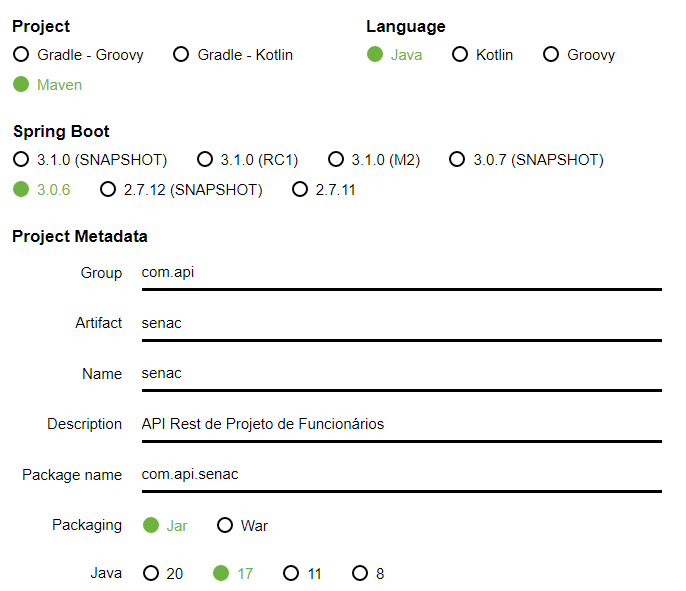 Project
Language
Gradle - Groovy Gradle - Kotlin
Java Kotlin Groovy
Maven
Spring Boot
3.1.0 (SNAPSHOT) 3.1.0 (RC1) 3.1.0 (M2) 3.0.7 (SNAPSHOT)
3.0.6 2.7.12 (SNAPSHOT) 2.7.11
Project Metadata
Group com.api
Artifact senac
Name senac
Description API Rest de Projeto de Funcionários
Package name com.api.senac
Packaging Jar War
Java 20 17 11 8